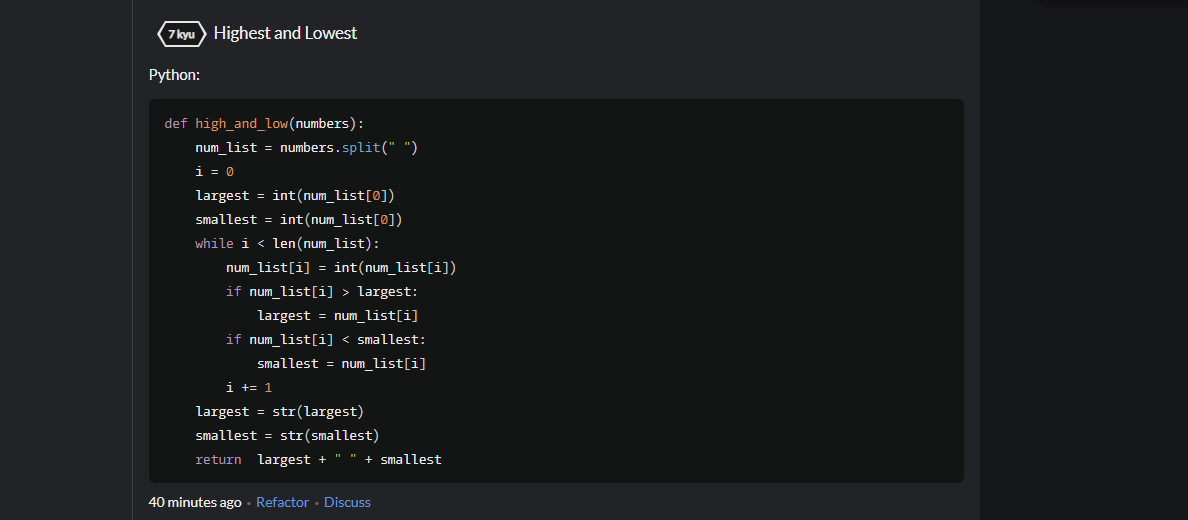 7 kyu Highest and Lowest
Python:
def high_and_low(numbers):
    num_list = numbers.split(" ")
    i = 0
    largest = int(num_list[0])
    smallest = int(num_list[0])
    while i < len(num_list):
        num_list[i] = int(num_list[i])
        if num_list[i] > largest:
            largest = num_list[i]
        if num_list[i] < smallest:
            smallest = num_list[i]
        i += 1
    largest = str(largest)
    smallest = str(smallest)
    return  largest + " " + smallest
40 minutes ago • Refactor • Discuss